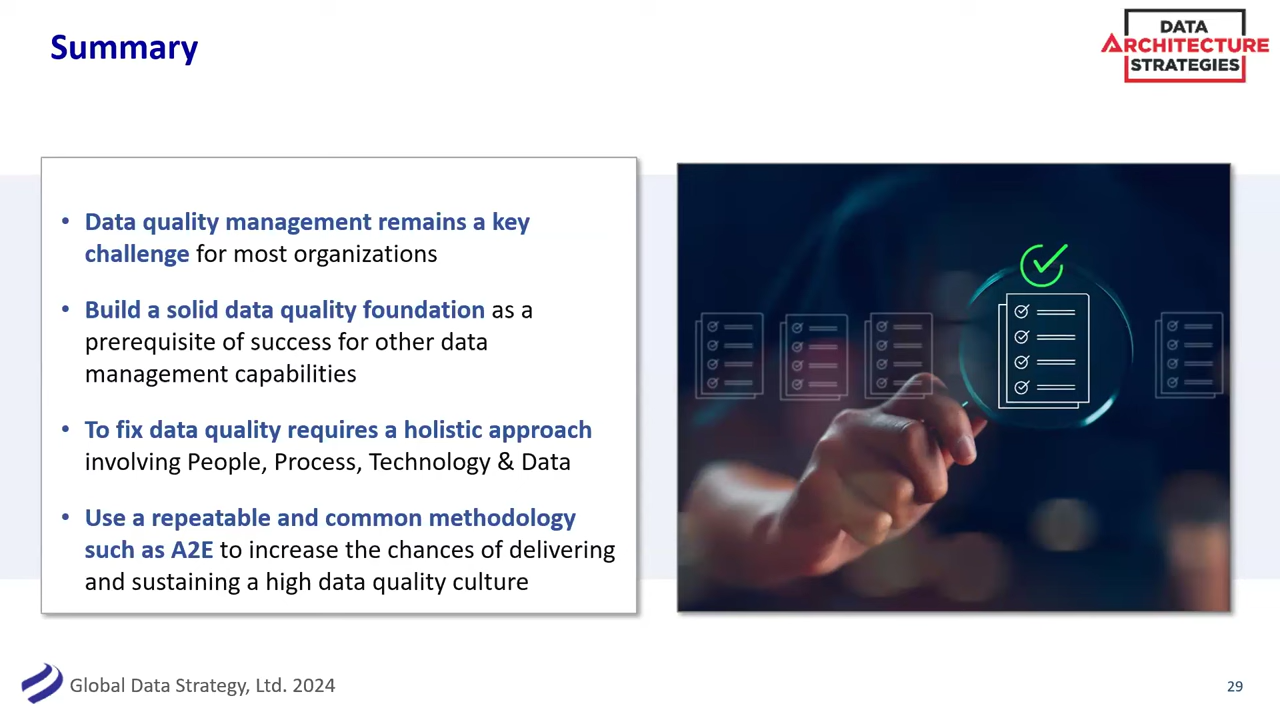 Summary
DATA
ARCHITECTURE
STRATEGIES
• Data quality management remains a key
challenge for most organizations
• Build a solid data quality foundation as a
prerequisite of success for other data
management capabilities
• To fix data quality requires a holistic approach
involving People, Process, Technology & Data
• Use a repeatable and common methodology
such as A2E to increase the chances of delivering
and sustaining a high data quality culture
Global Data Strategy, Ltd. 2024
29